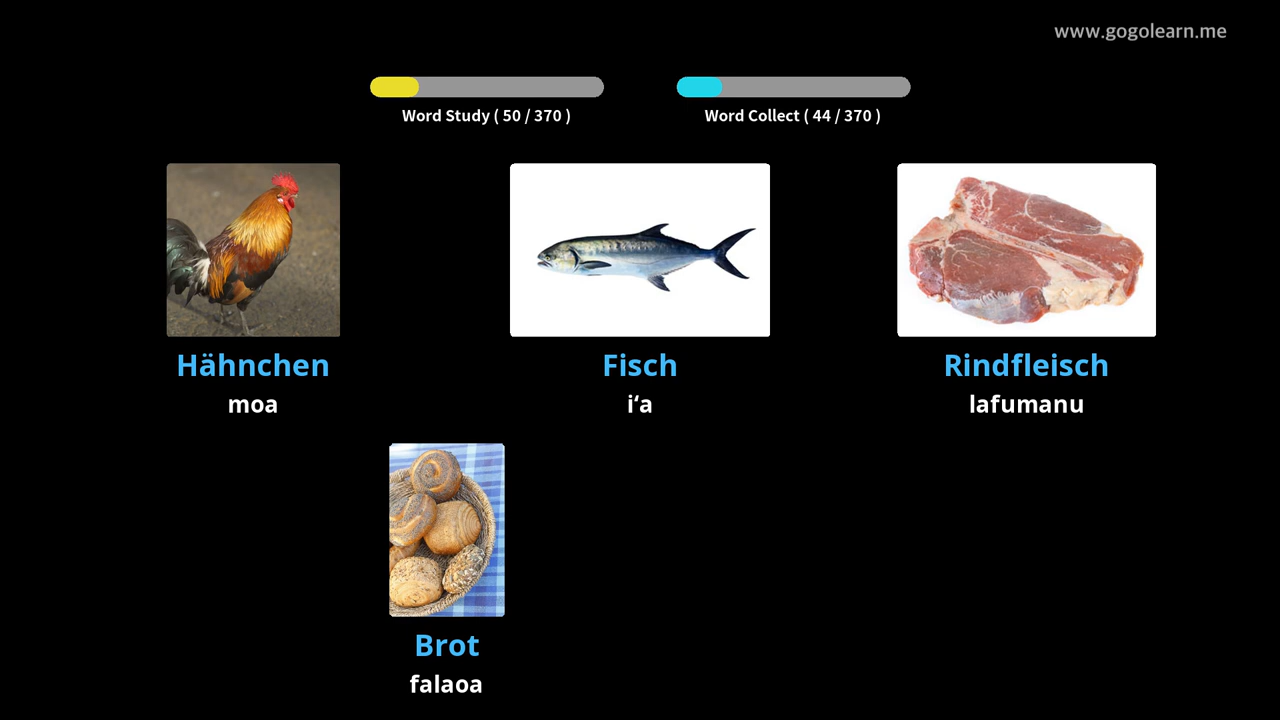 www.gogolearn.me
Word Study ( 50 / 370 )
Word Collect ( 44 / 370 )
Hähnchen
Fisch
Rindfleisch
moa
i‘a
lafumanu
Brot
falaoa